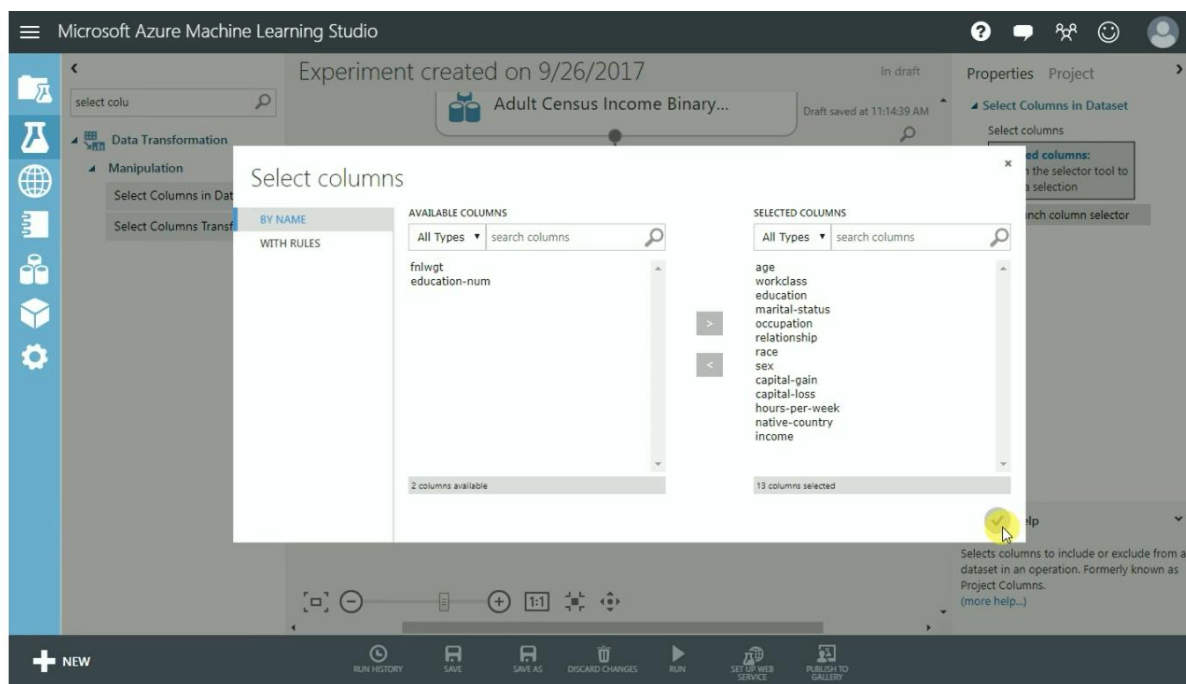 Microsoft Azure Machine Learning Studio
select colu
Data Transformation
Manipulation
Select Columns in Dat
Select Columns Transf
Experiment created on 9/26/2017
In draft
Adult Census Income Binary...
Draft saved at 11:14:39 AM
Properties Project
Select Columns in Dataset
Select columns
ed columns:
the selector tool to
selection
nch column selector
Select columns
BY NAME
WITH RULES
AVAILABLE COLUMNS
All Types search columns
fnlwgt
education-num
2 columns available
>
<
SELECTED COLUMNS
All Types search columns
age
workclass
education
marital-status
occupation
relationship
race
sex
capital-gain
capital-loss
hours-per-week
native-country
income
13 columns selected
elp
Selects columns to include or exclude from a
dataset in an operation. Formerly known as
Project Columns.
(more help...)
1:1
NEW
RUN HISTORY
SAVE
SAVE AS
DISCARD CHANGES
RUN
SET UP WEB
SERVICE
PUBLISH TO
GALLERY